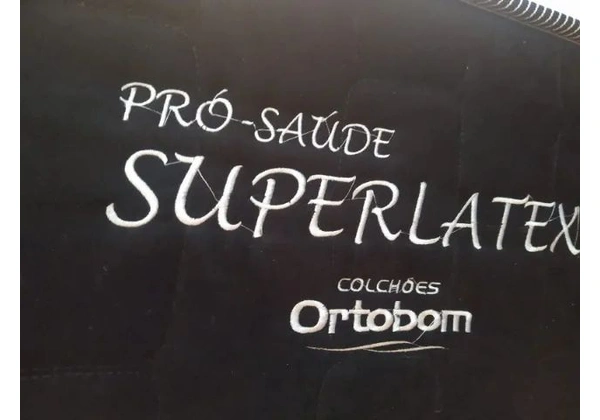 PRÓ-SAÚDE
SUPERLATEX
COLCHÕES
Ortobom